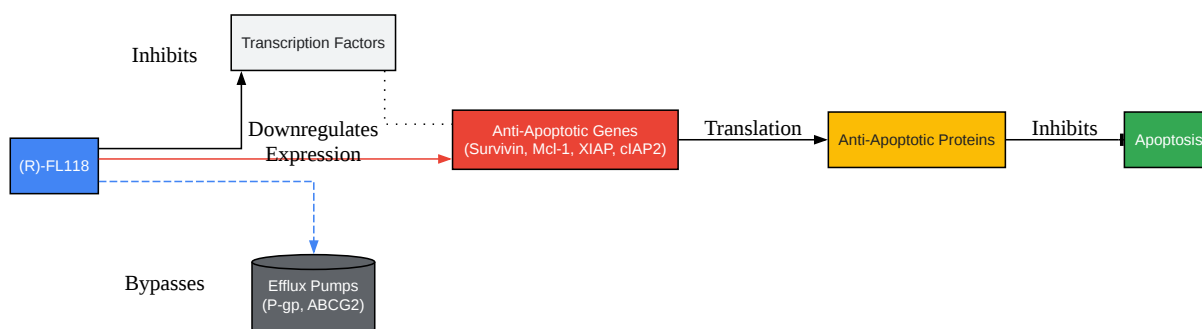 Inhibits
Transcription Factors
(R)-FL118
Downregulates
Expression
Anti-Apoptotic Genes
(Survivin, Mcl-1, XIAP, cIAP2)
Translation
Anti-Apoptotic Proteins
Inhibits
Apoptosis
Bypasses
Efflux Pumps
(P-gp, ABCG2)